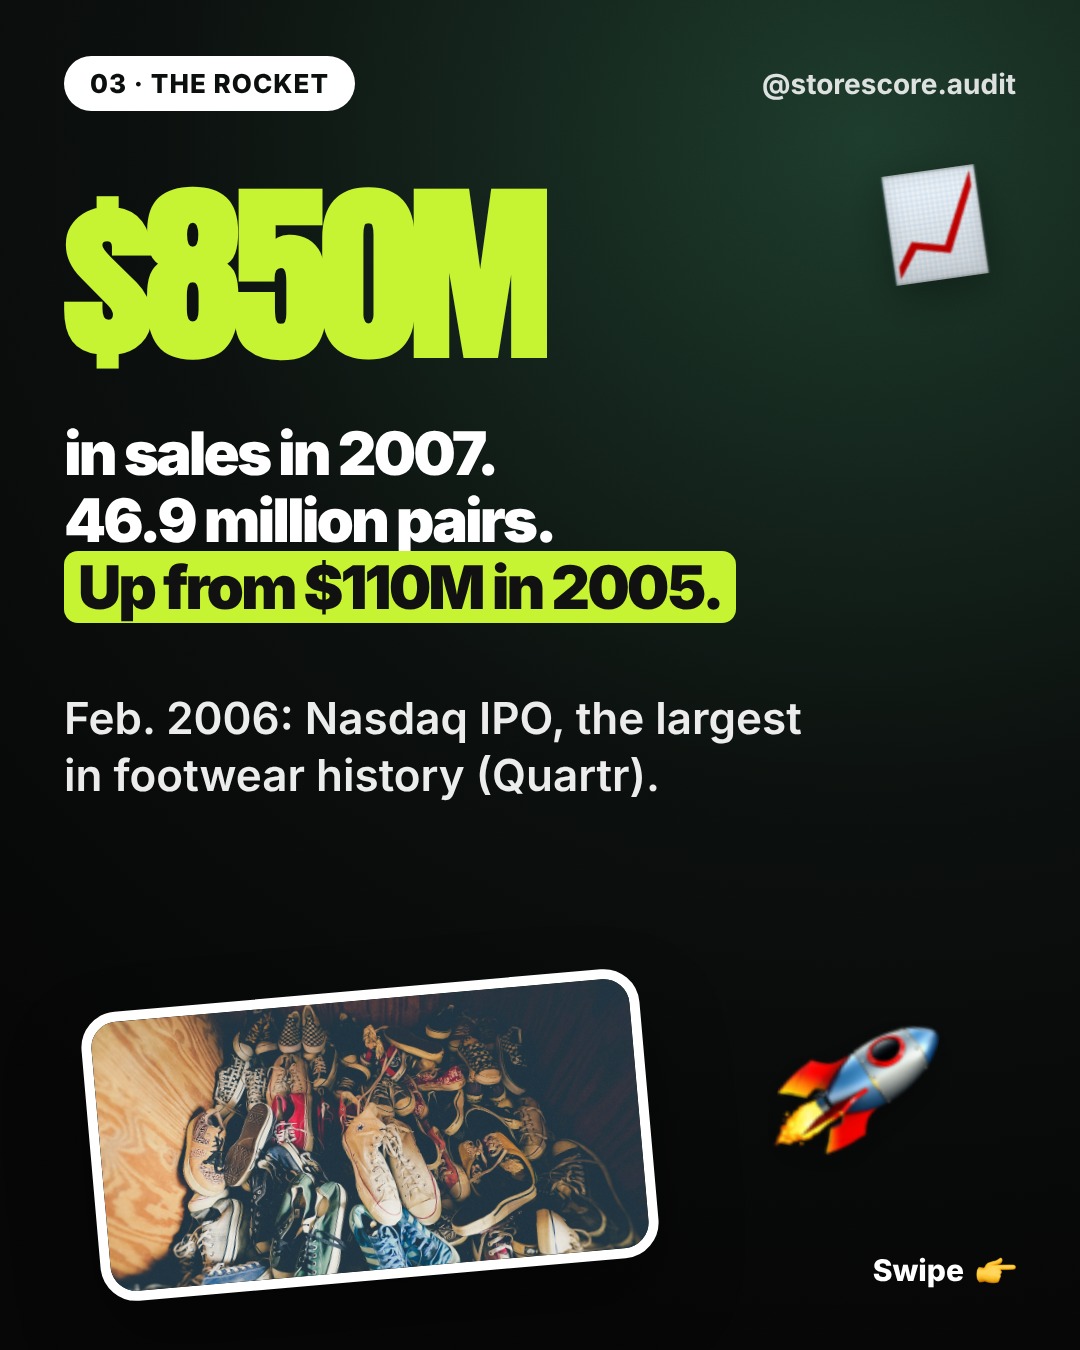 03 · THE ROCKET
@storescore.audit
$850M
in sales in 2007.
46.9 million pairs.
Up from $110M in 2005.
Feb. 2006: Nasdaq IPO, the largest
in footwear history (Quartr).
Swipe 👉